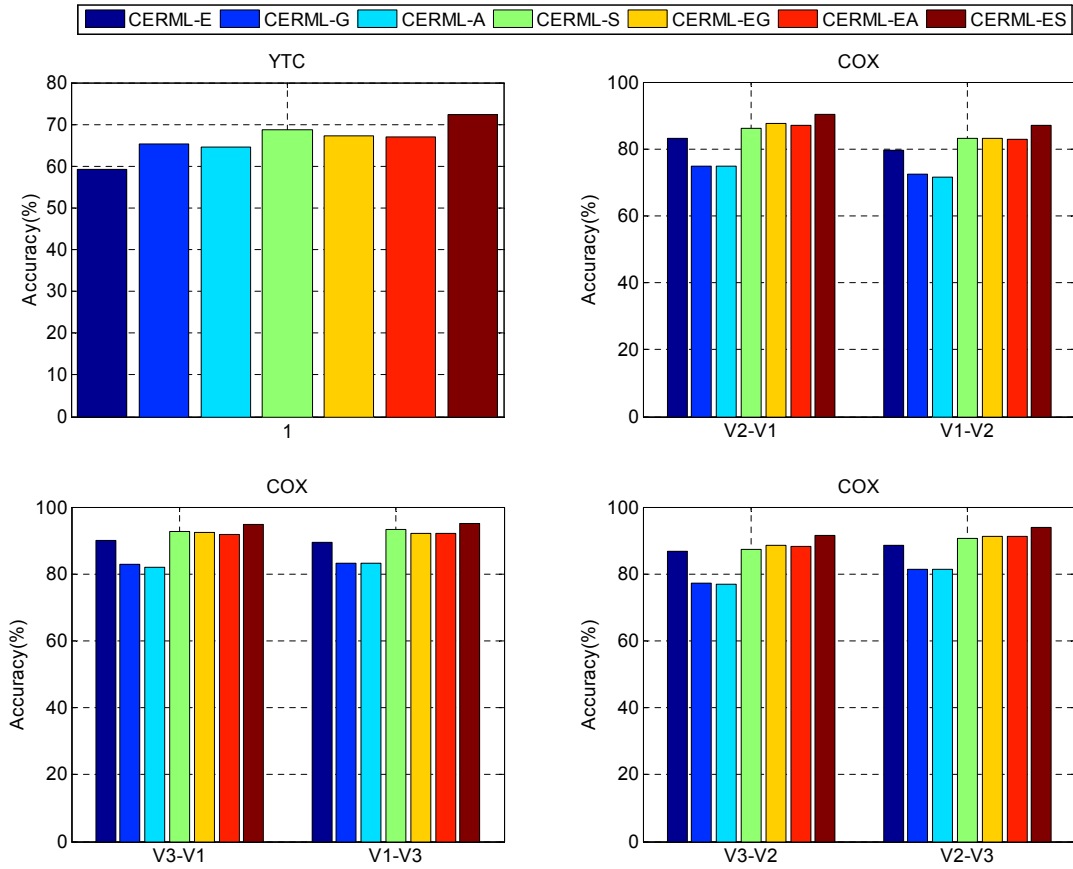 CERML-E CERML-G CERML-A CERML-S CERML-EG CERML-EA CERML-ES
YTC
Accuracy(%)
80
70
60
50
40
30
20
10
0
1
COX
Accuracy(%)
100
80
60
40
20
0
V2-V1 V1-V2
COX
Accuracy(%)
100
80
60
40
20
0
V3-V1 V1-V3
COX
Accuracy(%)
100
80
60
40
20
0
V3-V2 V2-V3